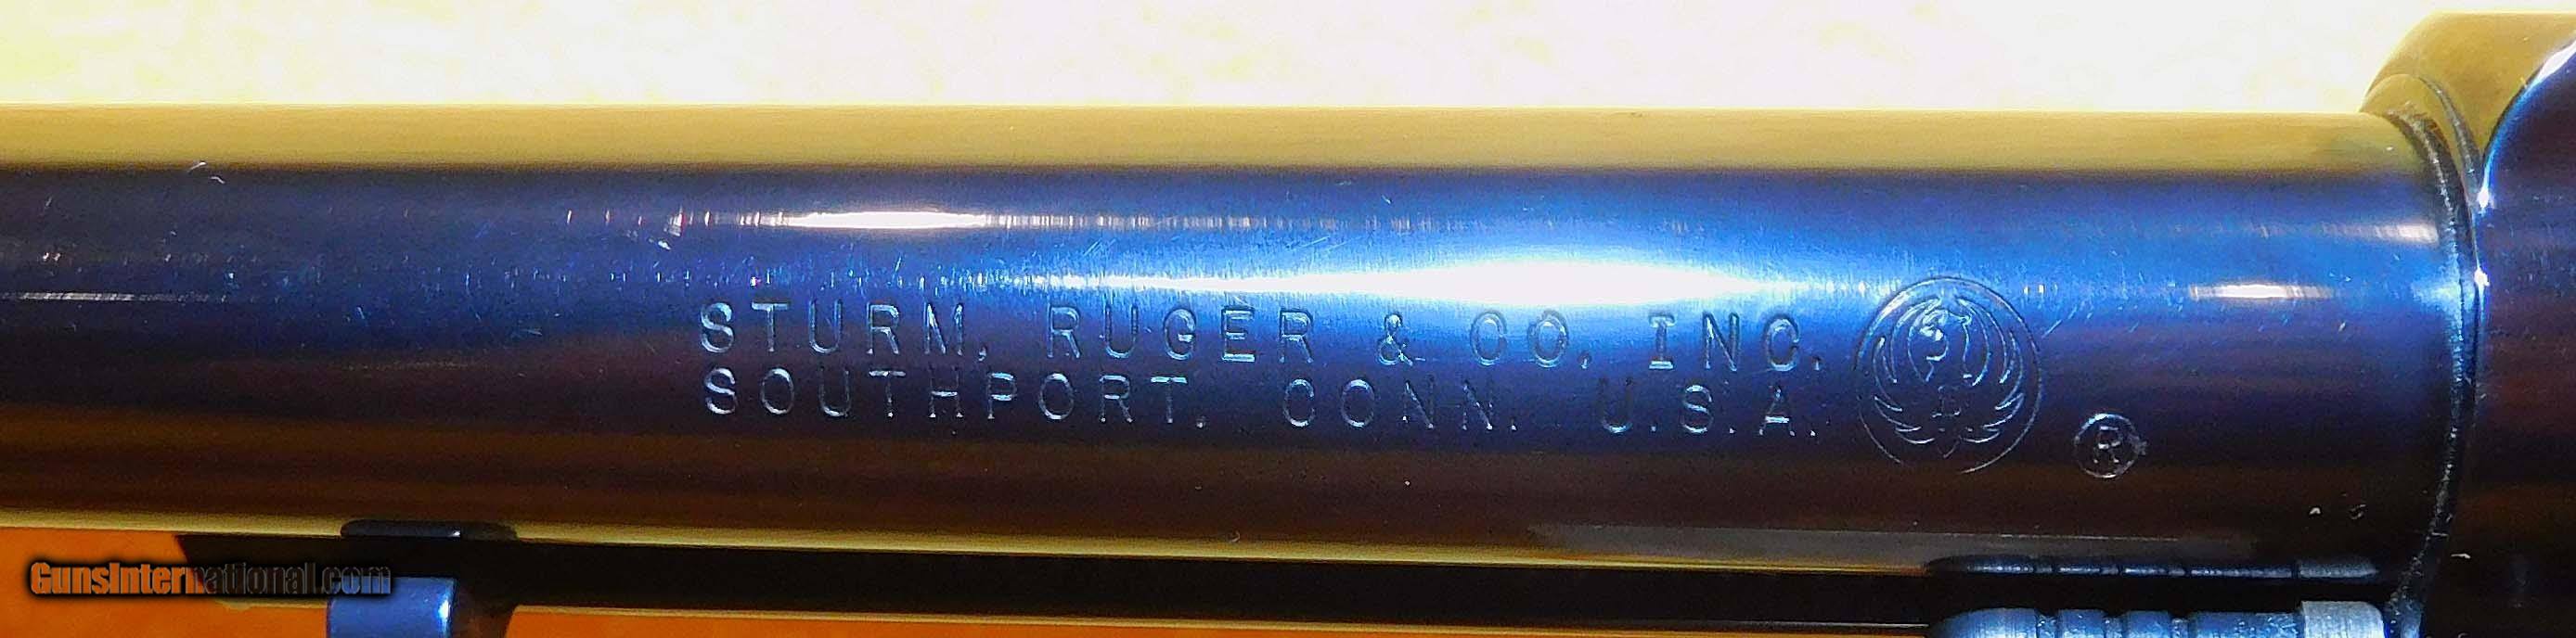 STURM, RUGER & CO. INC.
SOUTHPORT, CONN. U.S.A.
®
GunsInternational.com